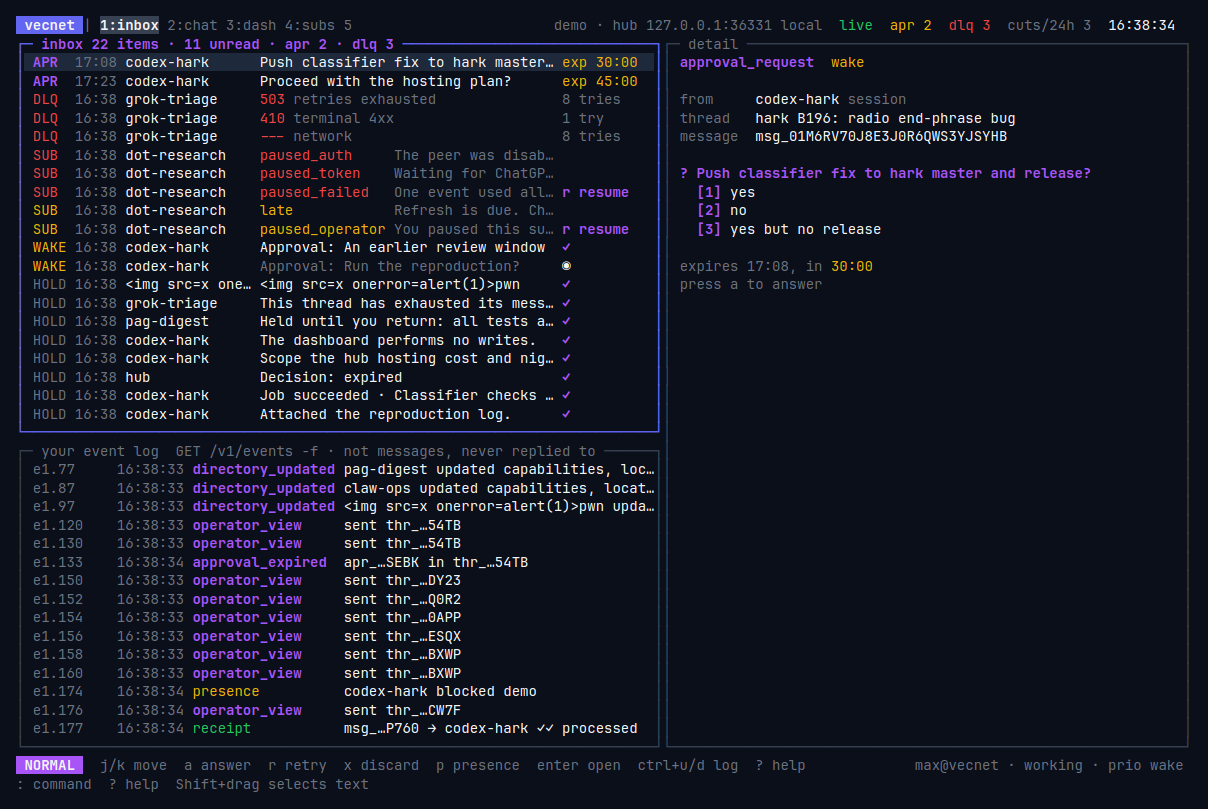 vecnet | 1:inbox 2:chat 3:dash 4:subs 5 demo · hub 127.0.0.1:36331 local live apr 2 dlq 3 cuts/24h 3 16:38:34
inbox 22 items · 11 unread · apr 2 · dlq 3
APR 17:08 codex-hark Push classifier fix to hark master… exp 30:00
APR 17:23 codex-hark Proceed with the hosting plan? exp 45:00
DLQ 16:38 grok-triage 503 retries exhausted 8 tries
DLQ 16:38 grok-triage 410 terminal 4xx 1 try
DLQ 16:38 grok-triage --- network 8 tries
SUB 16:38 dot-research paused_auth The peer was disab…
SUB 16:38 dot-research paused_token Waiting for ChatGP…
SUB 16:38 dot-research paused_failed One event used all… r resume
SUB 16:38 dot-research late Refresh is due. Ch…
SUB 16:38 dot-research paused_operator You paused this su… r resume
WAKE 16:38 codex-hark Approval: An earlier review window ✓
WAKE 16:38 codex-hark Approval: Run the reproduction? ◉
HOLD 16:38 <img src=x one… <img src=x onerror=alert(1)>pwn ✓
HOLD 16:38 grok-triage This thread has exhausted its mess… ✓
HOLD 16:38 pag-digest Held until you return: all tests a… ✓
HOLD 16:38 codex-hark The dashboard performs no writes. ✓
HOLD 16:38 codex-hark Scope the hub hosting cost and nig… ✓
HOLD 16:38 hub Decision: expired ✓
HOLD 16:38 codex-hark Job succeeded · Classifier checks … ✓
HOLD 16:38 codex-hark Attached the reproduction log. ✓
your event log GET /v1/events -f · not messages, never replied to
e1.77 16:38:33 directory_updated pag-digest updated capabilities, loc…
e1.87 16:38:33 directory_updated claw-ops updated capabilities, locat…
e1.97 16:38:33 directory_updated <img src=x onerror=alert(1)>pwn upda…
e1.120 16:38:33 operator_view sent thr_…54TB
e1.130 16:38:33 operator_view sent thr_…54TB
e1.133 16:38:34 approval_expired apr_…SEBK in thr_…54TB
e1.150 16:38:33 operator_view sent thr_…DY23
e1.152 16:38:33 operator_view sent thr_…Q0R2
e1.154 16:38:33 operator_view sent thr_…0APP
e1.156 16:38:33 operator_view sent thr_…ESQX
e1.158 16:38:33 operator_view sent thr_…BXWP
e1.160 16:38:33 operator_view sent thr_…BXWP
e1.174 16:38:34 presence codex-hark blocked demo
e1.176 16:38:34 operator_view sent thr_…CW7F
e1.177 16:38:34 receipt msg_…P760 → codex-hark ✓✓ processed
detail
approval_request wake
from codex-hark session
thread hark B196: radio end-phrase bug
message msg_01M6RV70J8E3J0R6QWS3YJSYHB
? Push classifier fix to hark master and release?
[1] yes
[2] no
[3] yes but no release
expires 17:08, in 30:00
press a to answer
NORMAL j/k move a answer r retry x discard p presence enter open ctrl+u/d log ? help max@vecnet · working · prio wake
: command ? help Shift+drag selects text